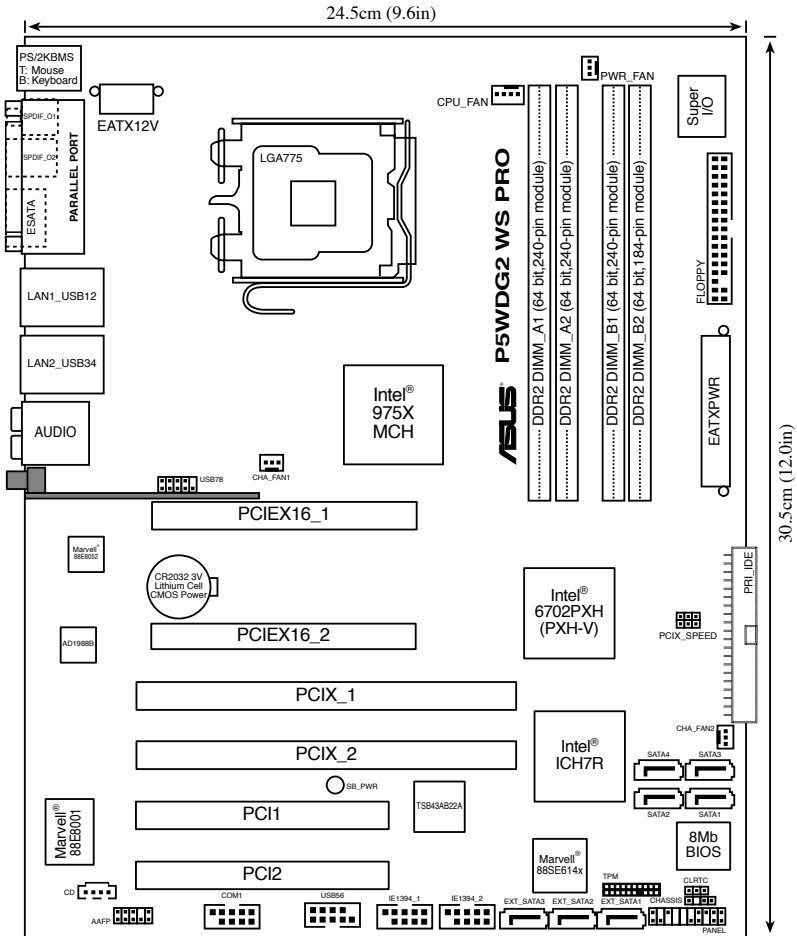 24.5cm (9.6in)
PS/2KBMS
T: Mouse
B: Keyboard
EATX12V
SPDIF_O1
SPDIF_O2
ESATA
PARALLEL PORT
LGA775
CPU_FAN
PWR_FAN
Super
I/O
FLOPPY
P5WDG2 WS PRO
ASUS®
DDR2 DIMM_A1 (64 bit,240-pin module)
DDR2 DIMM_A2 (64 bit,240-pin module)
DDR2 DIMM_B1 (64 bit,240-pin module)
DDR2 DIMM_B2 (64 bit,184-pin module)
LAN1_USB12
LAN2_USB34
AUDIO
Intel®
975X
MCH
EATXPWR
30.5cm (12.0in)
CHA_FAN1
USB78
PCIEX16_1
Marvell®
88E8052
CR2032 3V
Lithium Cell
CMOS Power
Intel®
6702PXH
(PXH-V)
PRI_IDE
PCIX_SPEED
AD1988B
PCIEX16_2
PCIX_1
CHA_FAN2
Intel®
ICH7R
PCIX_2
SATA4
SATA3
SB_PWR
TSB43AB22A
SATA2
SATA1
PCI1
Marvell®
88E8001
8Mb
BIOS
Marvell®
88SE614x
PCI2
TPM
CLRTC
CD
COM1
USB56
IE1394_1
IE1394_2
EXT_SATA3
EXT_SATA2
EXT_SATA1
CHASSIS
AAFP
PANEL